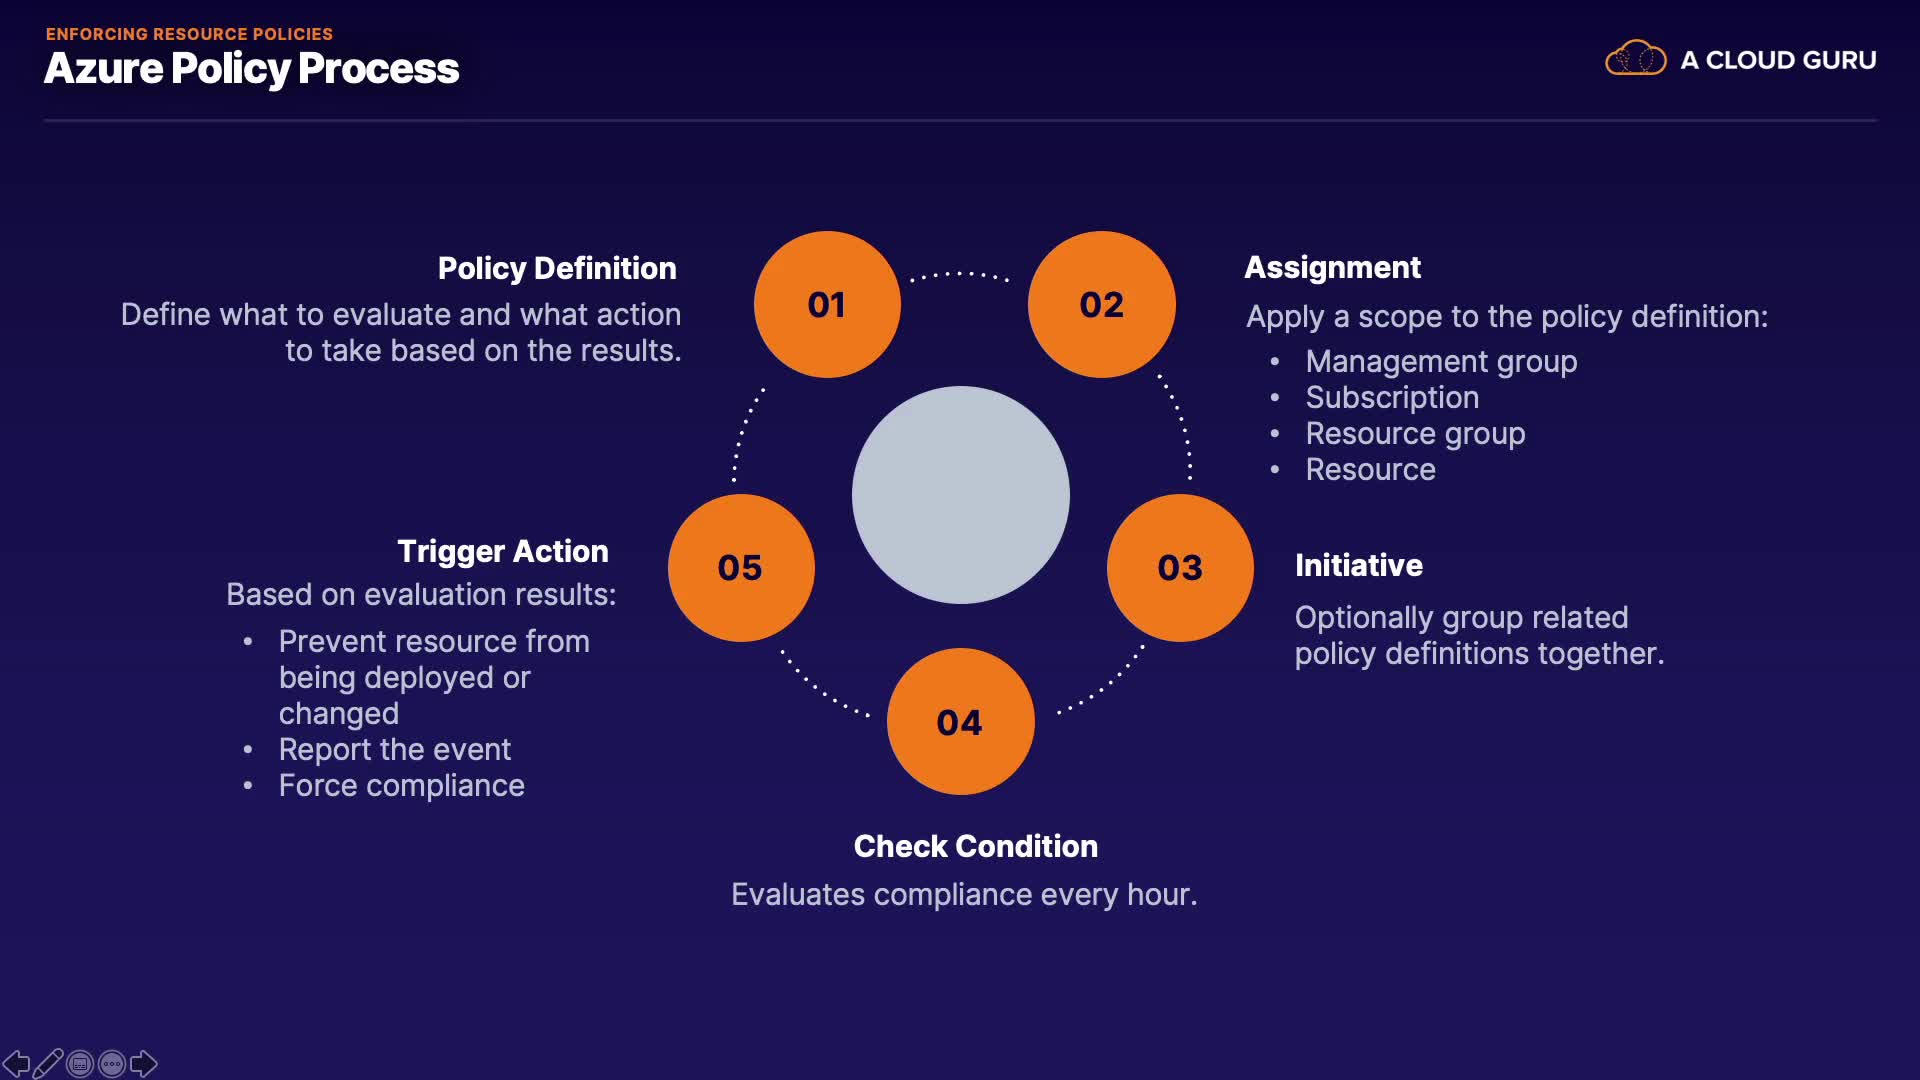 ENFORCING RESOURCE POLICIES
Azure Policy Process
A CLOUD GURU
01
Policy Definition
Define what to evaluate and what action
to take based on the results.
02
Assignment
Apply a scope to the policy definition:
• Management group
• Subscription
• Resource group
• Resource
03
Initiative
Optionally group related
policy definitions together.
04
Check Condition
Evaluates compliance every hour.
05
Trigger Action
Based on evaluation results:
• Prevent resource from
being deployed or
changed
• Report the event
• Force compliance